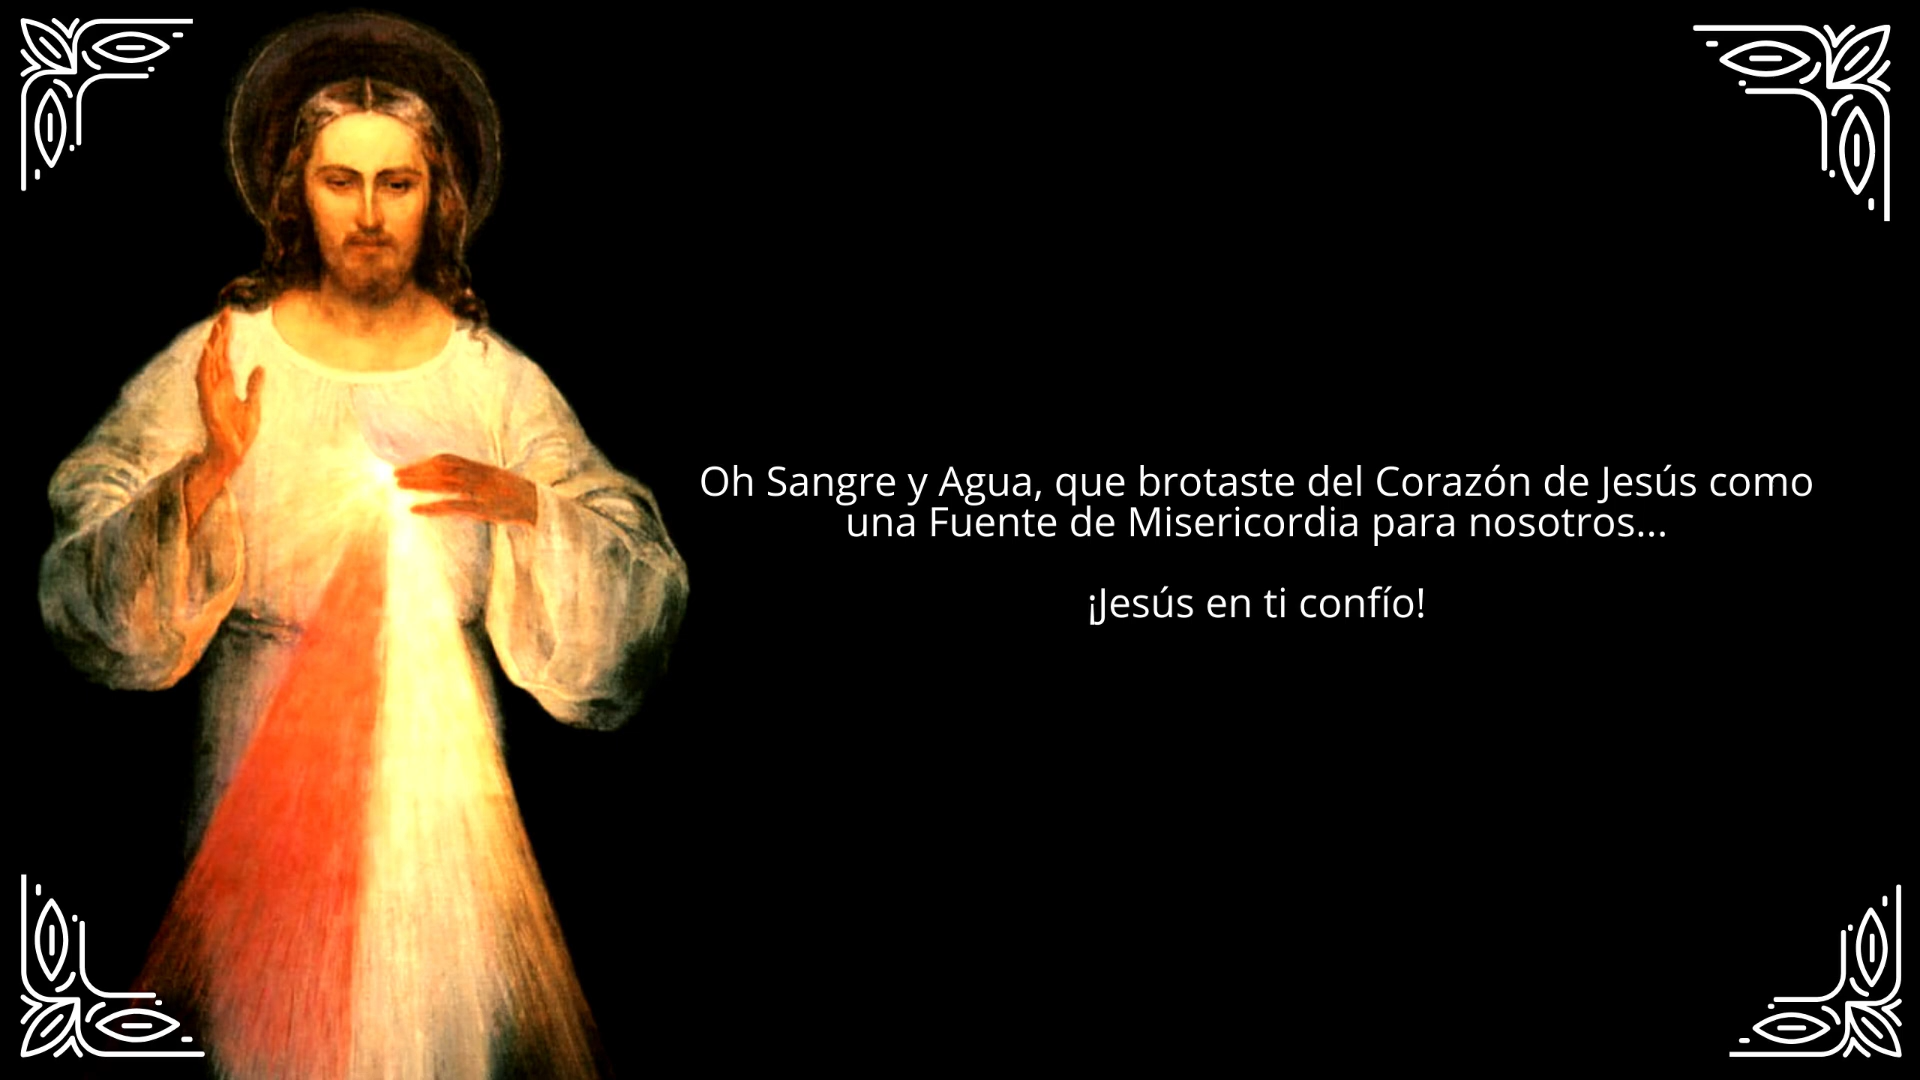 Oh Sangre y Agua, que brotaste del Corazón de Jesús como
una Fuente de Misericordia para nosotros...
¡Jesús en ti confío!